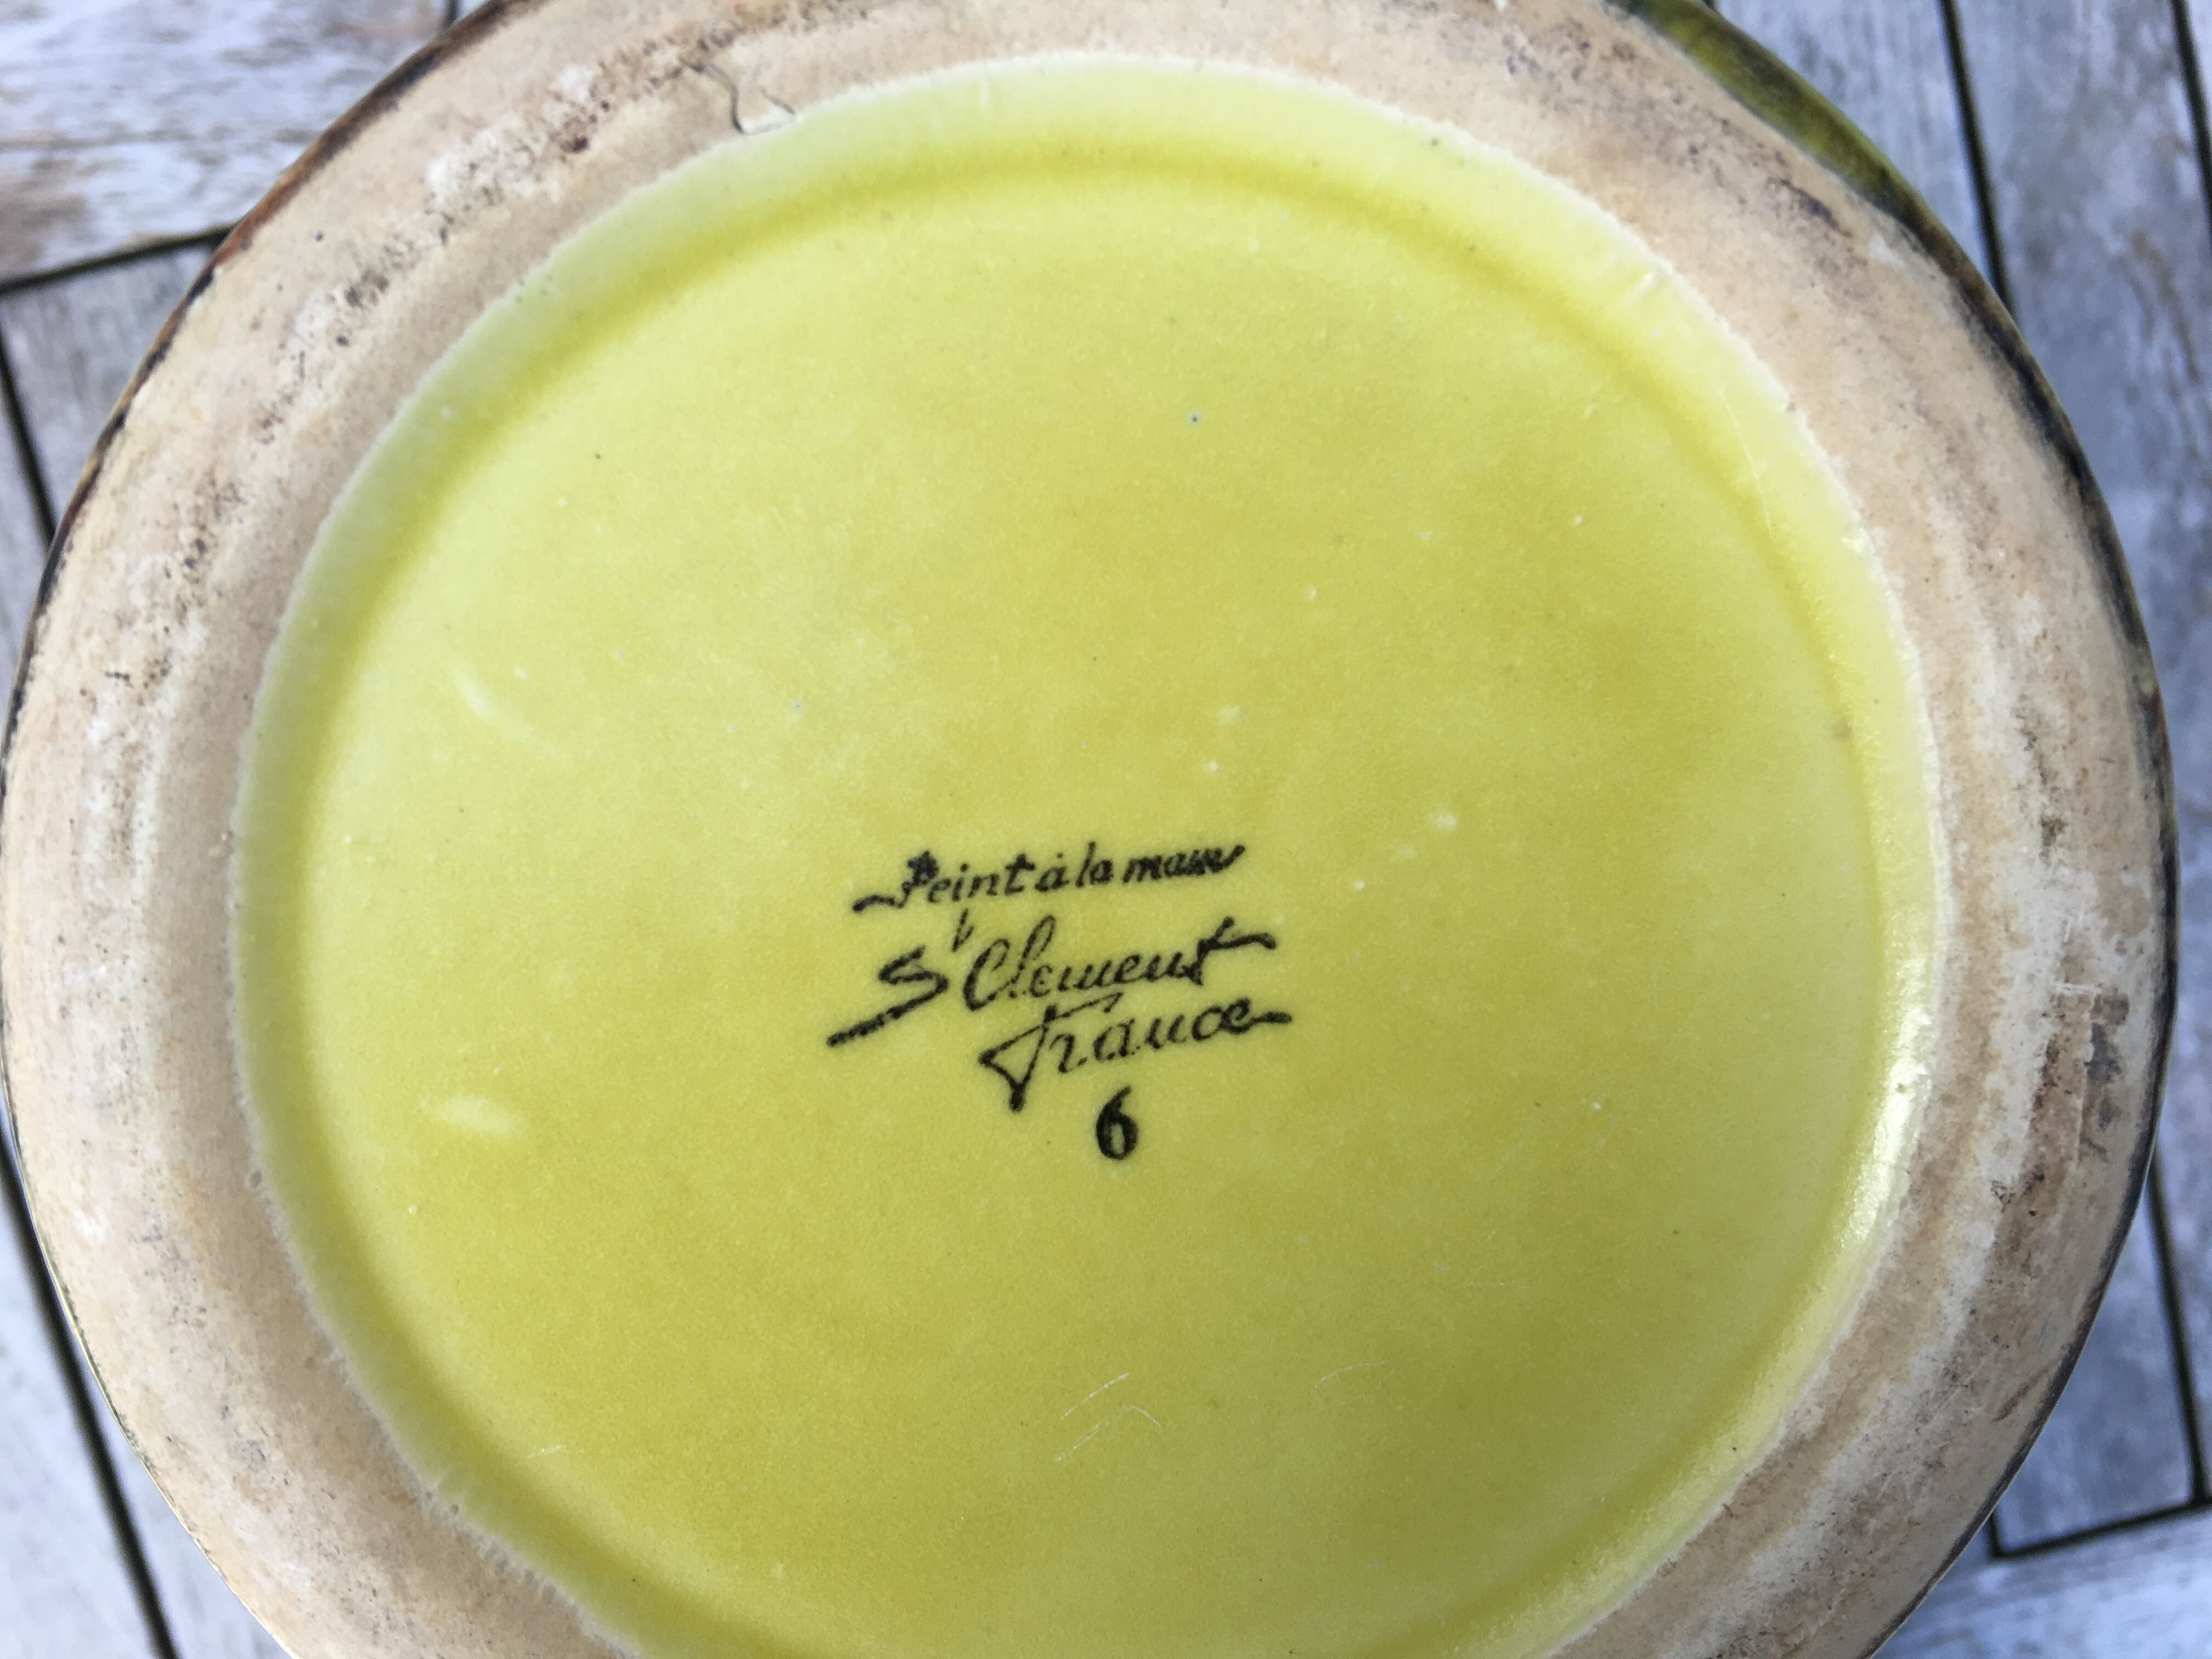 Peint à la main
St Clement
France
6